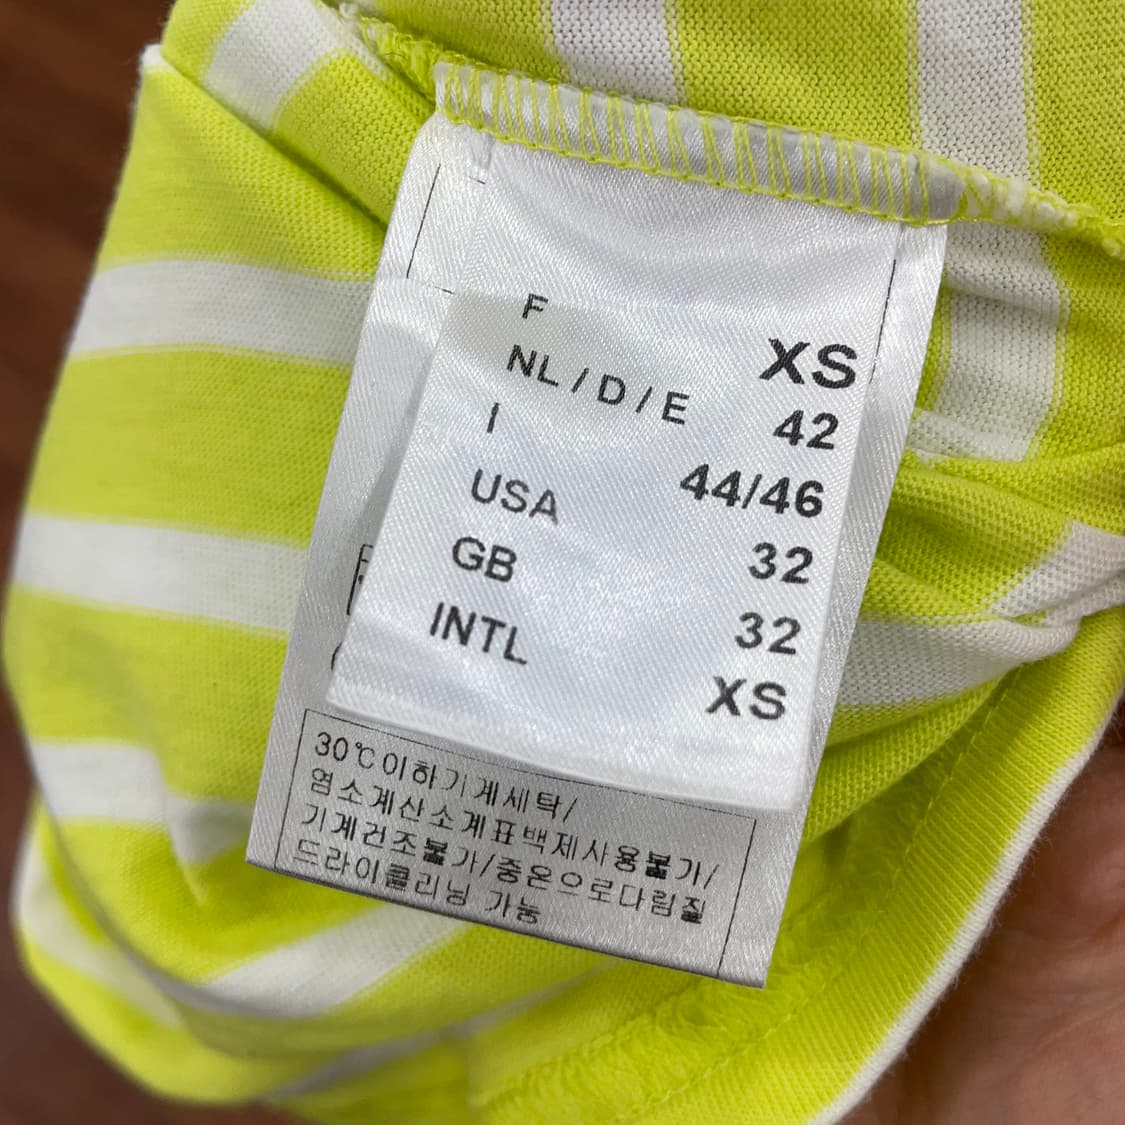 F XS
NL / D / E 42
I 44/46
USA 32
GB 32
INTL XS
30℃이하기계세탁/
염소계산소계표백제사용불가/
기계건조불가/중온으로다림질
드라이클리닝 가능